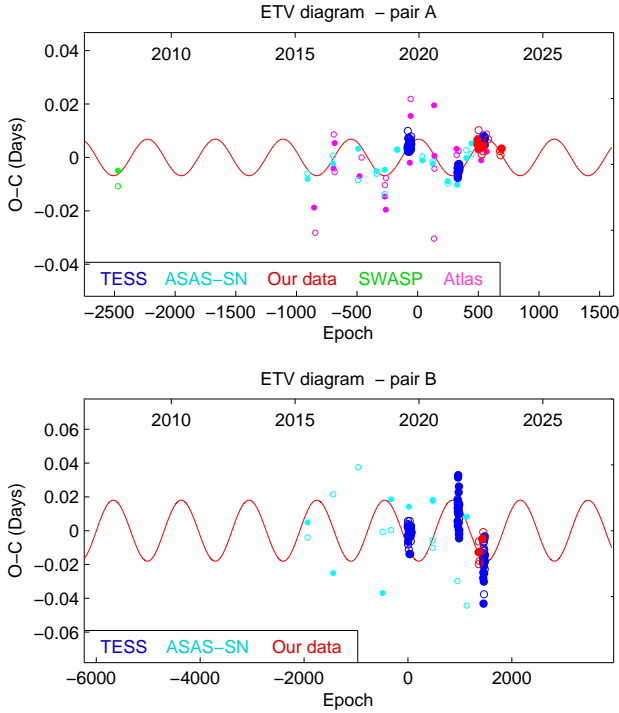 ETV diagram − pair A
2010 2015 2020 2025
0.04
0.02
0
−0.02
−0.04
O−C (Days)
TESS ASAS−SN Our data SWASP Atlas
−2500 −2000 −1500 −1000 −500 0 500 1000 1500
Epoch
ETV diagram − pair B
2010 2015 2020 2025
0.06
0.04
0.02
0
−0.02
−0.04
−0.06
O−C (Days)
TESS ASAS−SN Our data
−6000 −4000 −2000 0 2000
Epoch